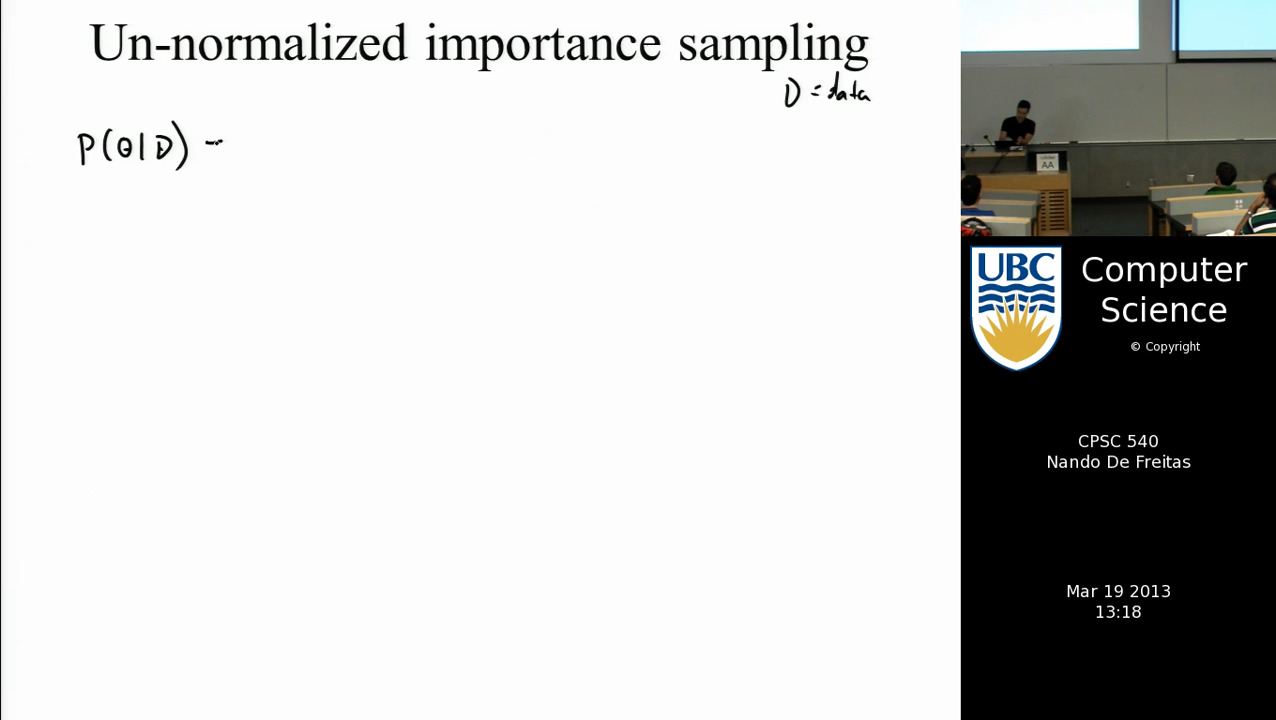 Un-normalized importance sampling
D = data
P(θ|D) =
AA
UBC
Computer
Science
© Copyright
CPSC 540
Nando De Freitas
Mar 19 2013
13:18